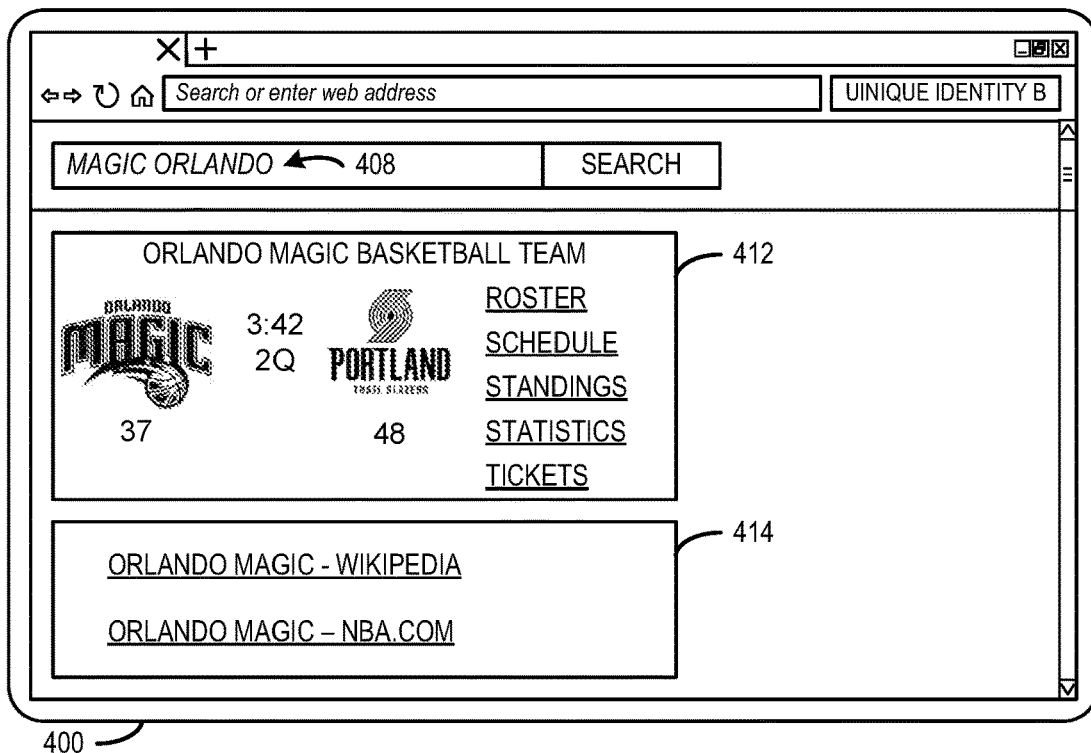 Search or enter web address
UINIQUE IDENTITY B
MAGIC ORLANDO
408
SEARCH
ORLANDO MAGIC BASKETBALL TEAM
412
ORLANDO
MAGIC
3:42
2Q
PORTLAND
TRAIL BLAZERS
37
48
ROSTER
SCHEDULE
STANDINGS
STATISTICS
TICKETS
414
ORLANDO MAGIC - WIKIPEDIA
ORLANDO MAGIC – NBA.COM
400